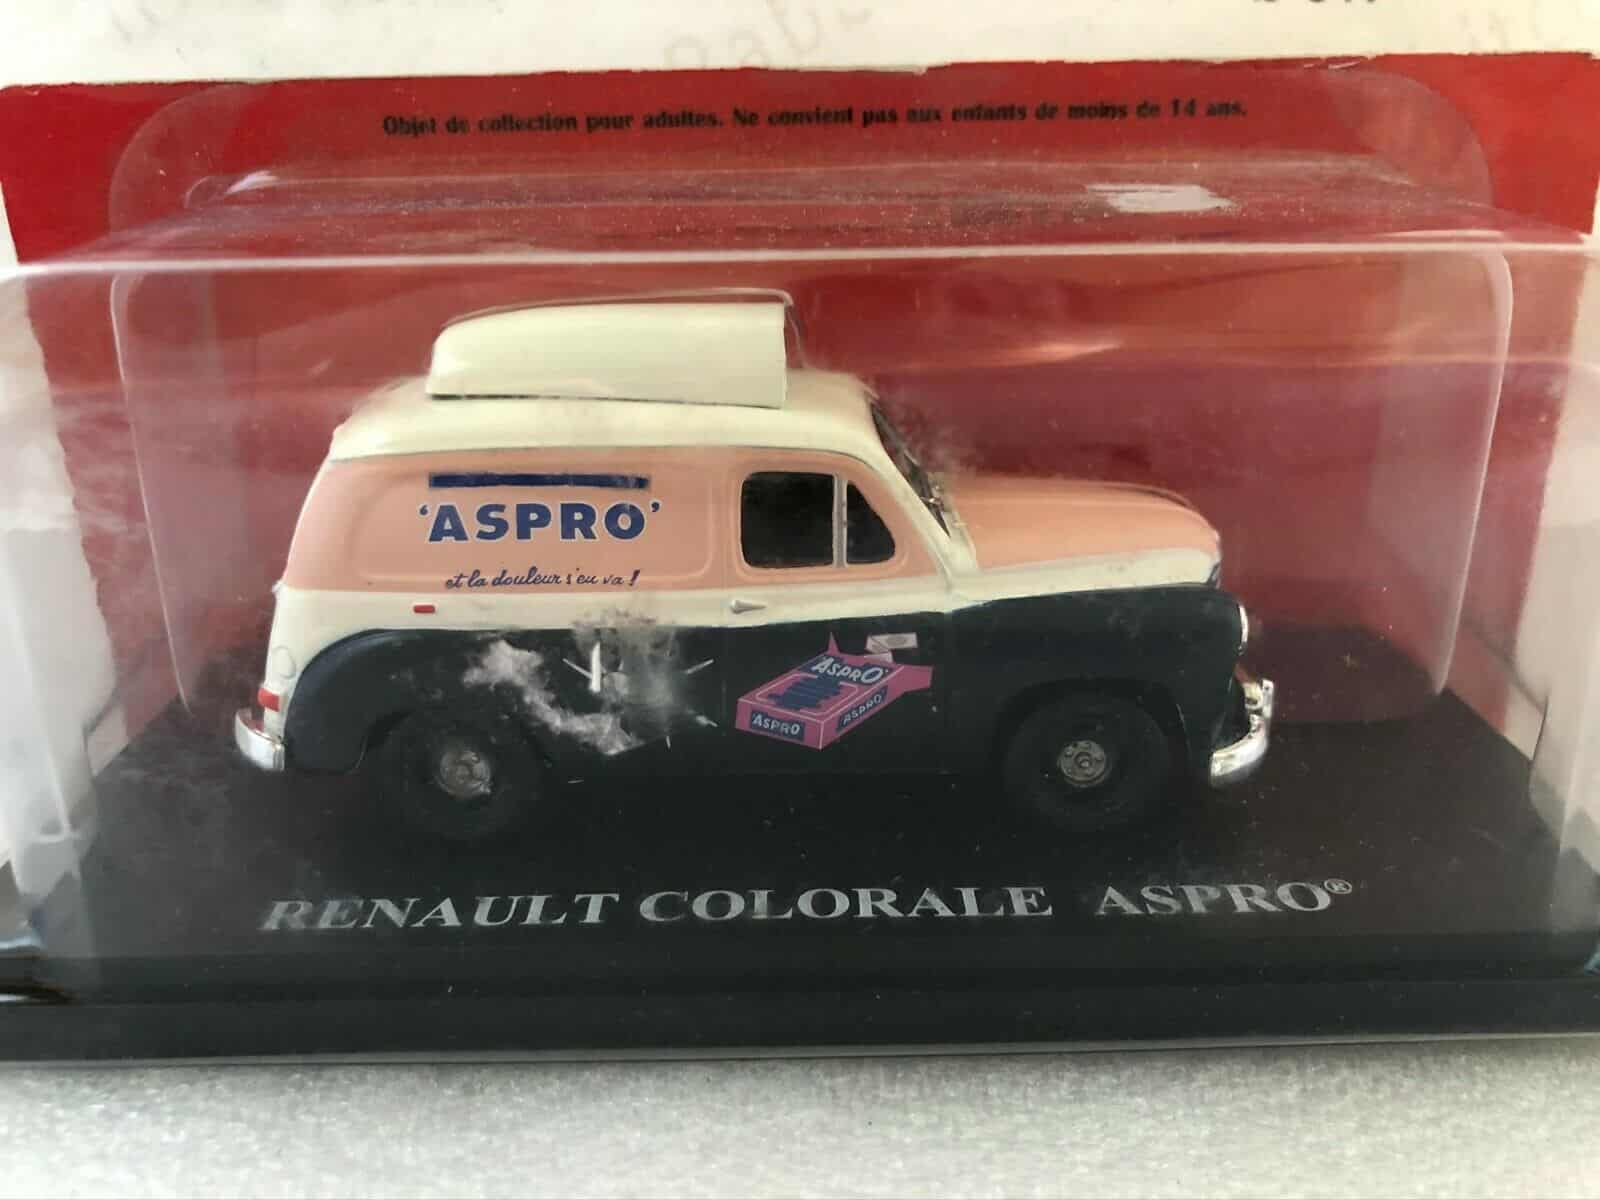 Objet de collection pour adultes. Ne convient pas aux enfants de moins de 14 ans.
'ASPRO'
et la douleur s'en va !
ASPRO
'ASPRO'
ASPRO
RENAULT COLORALE ASPRO®